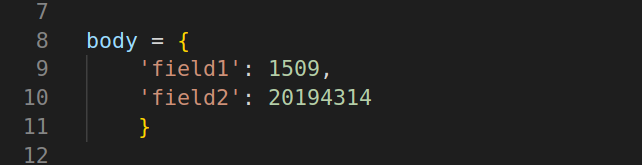 7
8 body = {
9 'field1': 1509,
10 'field2': 20194314
11 }
12